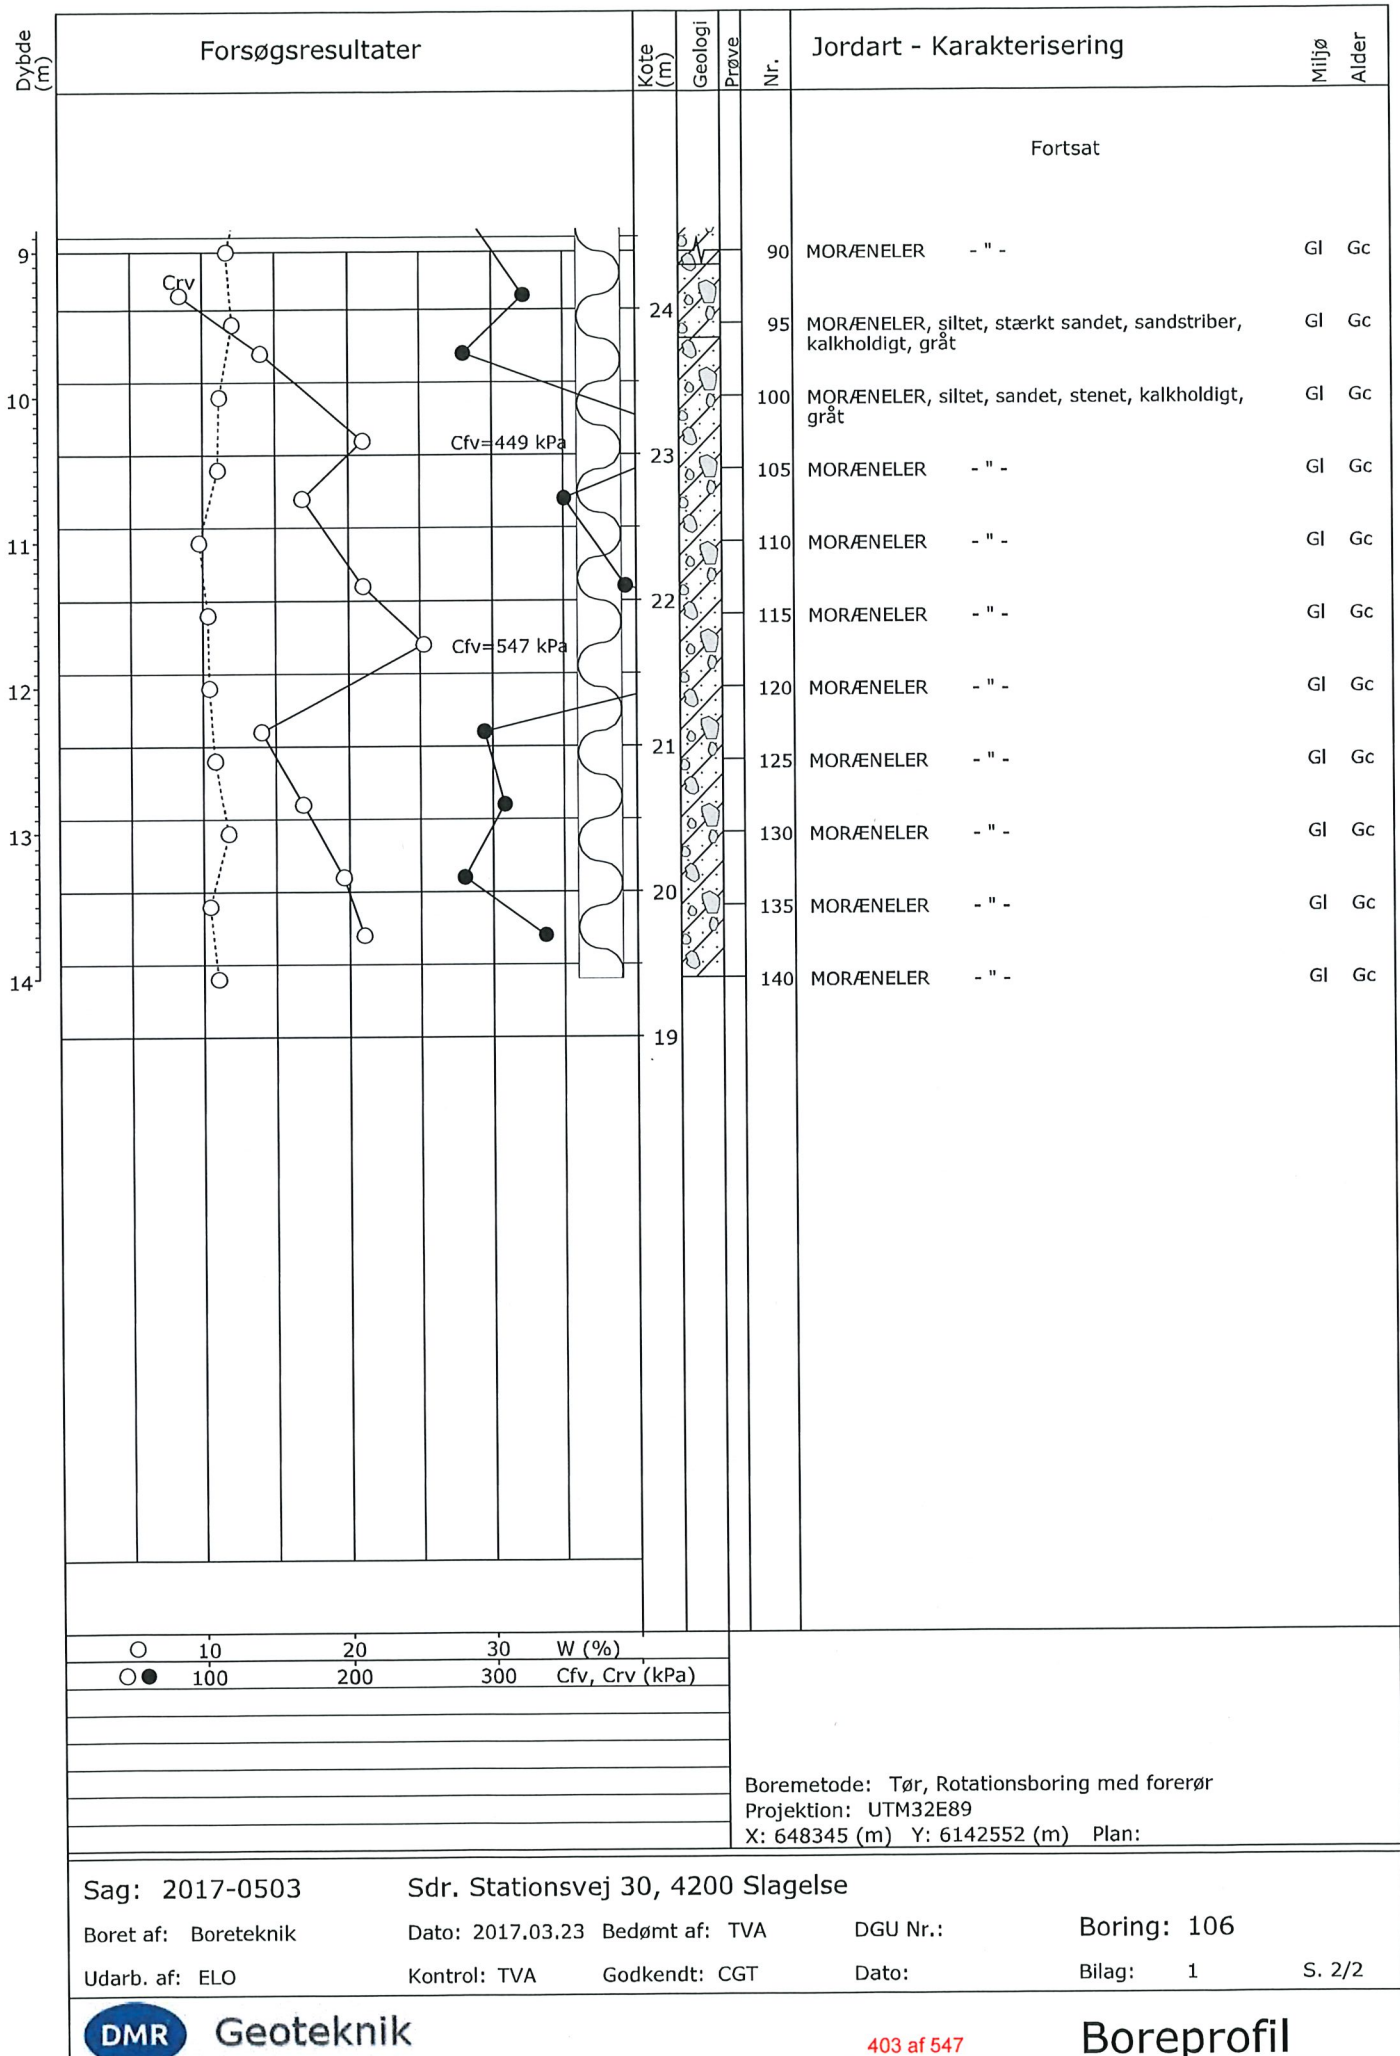 Dybde (m)
Forsøgsresultater
Kote (m)
Geologi
Prøve
Nr.
Jordart - Karakterisering
Miljø
Alder
Fortsat
9
90 MORÆNELER - " - Gl Gc
Crv
24
95 MORÆNELER, siltet, stærkt sandet, sandstriber, Gl Gc
kalkholdigt, gråt
10
100 MORÆNELER, siltet, sandet, stenet, kalkholdigt, Gl Gc
gråt
Cfv=449 kPa
23
105 MORÆNELER - " - Gl Gc
11
110 MORÆNELER - " - Gl Gc
22
115 MORÆNELER - " - Gl Gc
Cfv=547 kPa
12
120 MORÆNELER - " - Gl Gc
21
125 MORÆNELER - " - Gl Gc
13
130 MORÆNELER - " - Gl Gc
20
135 MORÆNELER - " - Gl Gc
14
140 MORÆNELER - " - Gl Gc
19
10 20 30 W (%)
100 200 300 Cfv, Crv (kPa)
Boremetode: Tør, Rotationsboring med forerør
Projektion: UTM32E89
X: 648345 (m) Y: 6142552 (m) Plan:
Sag: 2017-0503 Sdr. Stationsvej 30, 4200 Slagelse
Boret af: Boreteknik Dato: 2017.03.23 Bedømt af: TVA DGU Nr.: Boring: 106
Udarb. af: ELO Kontrol: TVA Godkendt: CGT Dato: Bilag: 1 S. 2/2
DMR Geoteknik
403 af 547
Boreprofil